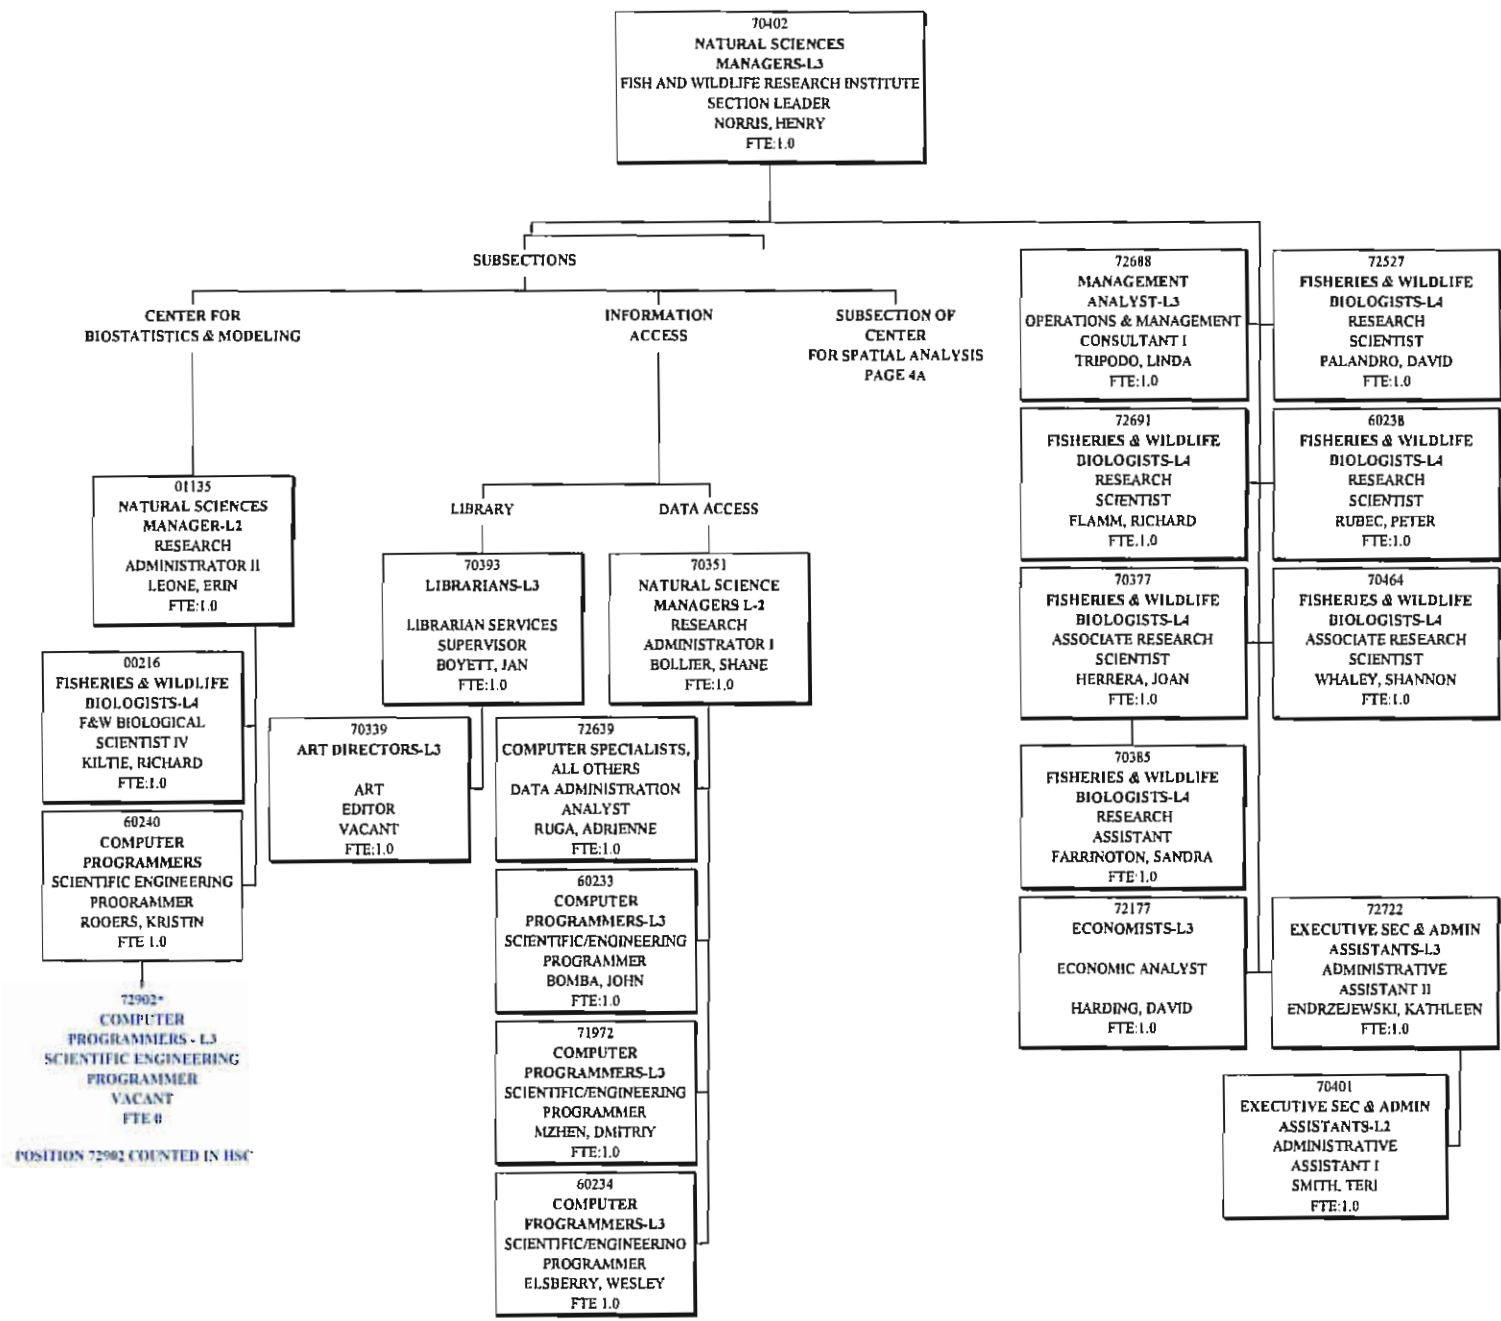 70402
NATURAL SCIENCES
MANAGERS-L3
FISH AND WILDLIFE RESEARCH INSTITUTE
SECTION LEADER
NORRIS, HENRY
FTE:1.0
SUBSECTIONS
CENTER FOR
BIOSTATISTICS & MODELING
INFORMATION
ACCESS
SUBSECTION OF
CENTER
FOR SPATIAL ANALYSIS
PAGE 4A
01135
NATURAL SCIENCES
MANAGER-L2
RESEARCH
ADMINISTRATOR II
LEONE, ERIN
FTE:1.0
00216
FISHERIES & WILDLIFE
BIOLOGISTS-L4
F&W BIOLOGICAL
SCIENTIST IV
KILTIE, RICHARD
FTE:1.0
60240
COMPUTER
PROGRAMMERS
SCIENTIFIC ENGINEERING
PROORAMMER
ROOERS, KRISTIN
FTE 1.0
72902*
COMPUTER
PROGRAMMERS - L3
SCIENTIFIC ENGINEERING
PROGRAMMER
VACANT
FTE 0
POSITION 72902 COUNTED IN HSC
LIBRARY
70393
LIBRARIANS-L3
LIBRARIAN SERVICES
SUPERVISOR
BOYETT, JAN
FTE:1.0
70339
ART DIRECTORS-L3
ART
EDITOR
VACANT
FTE:1.0
DATA ACCESS
70351
NATURAL SCIENCE
MANAGERS L-2
RESEARCH
ADMINISTRATOR I
BOLLIER, SHANE
FTE:1.0
72639
COMPUTER SPECIALISTS,
ALL OTHERS
DATA ADMINISTRATION
ANALYST
RUGA, ADRIENNE
FTE:1.0
60233
COMPUTER
PROGRAMMERS-L3
SCIENTIFIC/ENGINEERING
PROGRAMMER
BOMBA, JOHN
FTE:1.0
71972
COMPUTER
PROGRAMMERS-L3
SCIENTIFIC/ENGINEERING
PROGRAMMER
MZHEN, DMITRIY
FTE:1.0
60234
COMPUTER
PROGRAMMERS-L3
SCIENTIFIC/ENGINEERINO
PROGRAMMER
ELSBERRY, WESLEY
FTE 1.0
72688
MANAGEMENT
ANALYST-L3
OPERATIONS & MANAGEMENT
CONSULTANT I
TRIPODO, LINDA
FTE:1.0
72527
FISHERIES & WILDLIFE
BIOLOGISTS-L4
RESEARCH
SCIENTIST
PALANDRO, DAVID
FTE:1.0
72691
FISHERIES & WILDLIFE
BIOLOGISTS-L4
RESEARCH
SCIENTIST
FLAMM, RICHARD
FTE.1.0
60238
FISHERIES & WILDLIFE
BIOLOGISTS-L4
RESEARCH
SCIENTIST
RUBEC, PETER
FTE:1.0
70377
FISHERIES & WILDLIFE
BIOLOGISTS-L4
ASSOCIATE RESEARCH
SCIENTIST
HERRERA, JOAN
FTE:1.0
70464
FISHERIES & WILDLIFE
BIOLOGISTS-L4
ASSOCIATE RESEARCH
SCIENTIST
WHALEY, SHANNON
FTE:1.0
70385
FISHERIES & WILDLIFE
BIOLOGISTS-L4
RESEARCH
ASSISTANT
FARRINOTON, SANDRA
FTE:1.0
72177
ECONOMISTS-L3
ECONOMIC ANALYST
HARDING, DAVID
FTE:1.0
72722
EXECUTIVE SEC & ADMIN
ASSISTANTS-L3
ADMINISTRATIVE
ASSISTANT II
ENDRZEJEWSKI, KATHLEEN
FTE:1.0
70401
EXECUTIVE SEC & ADMIN
ASSISTANTS-L2
ADMINISTRATIVE
ASSISTANT I
SMITH, TERI
FTE:1.0